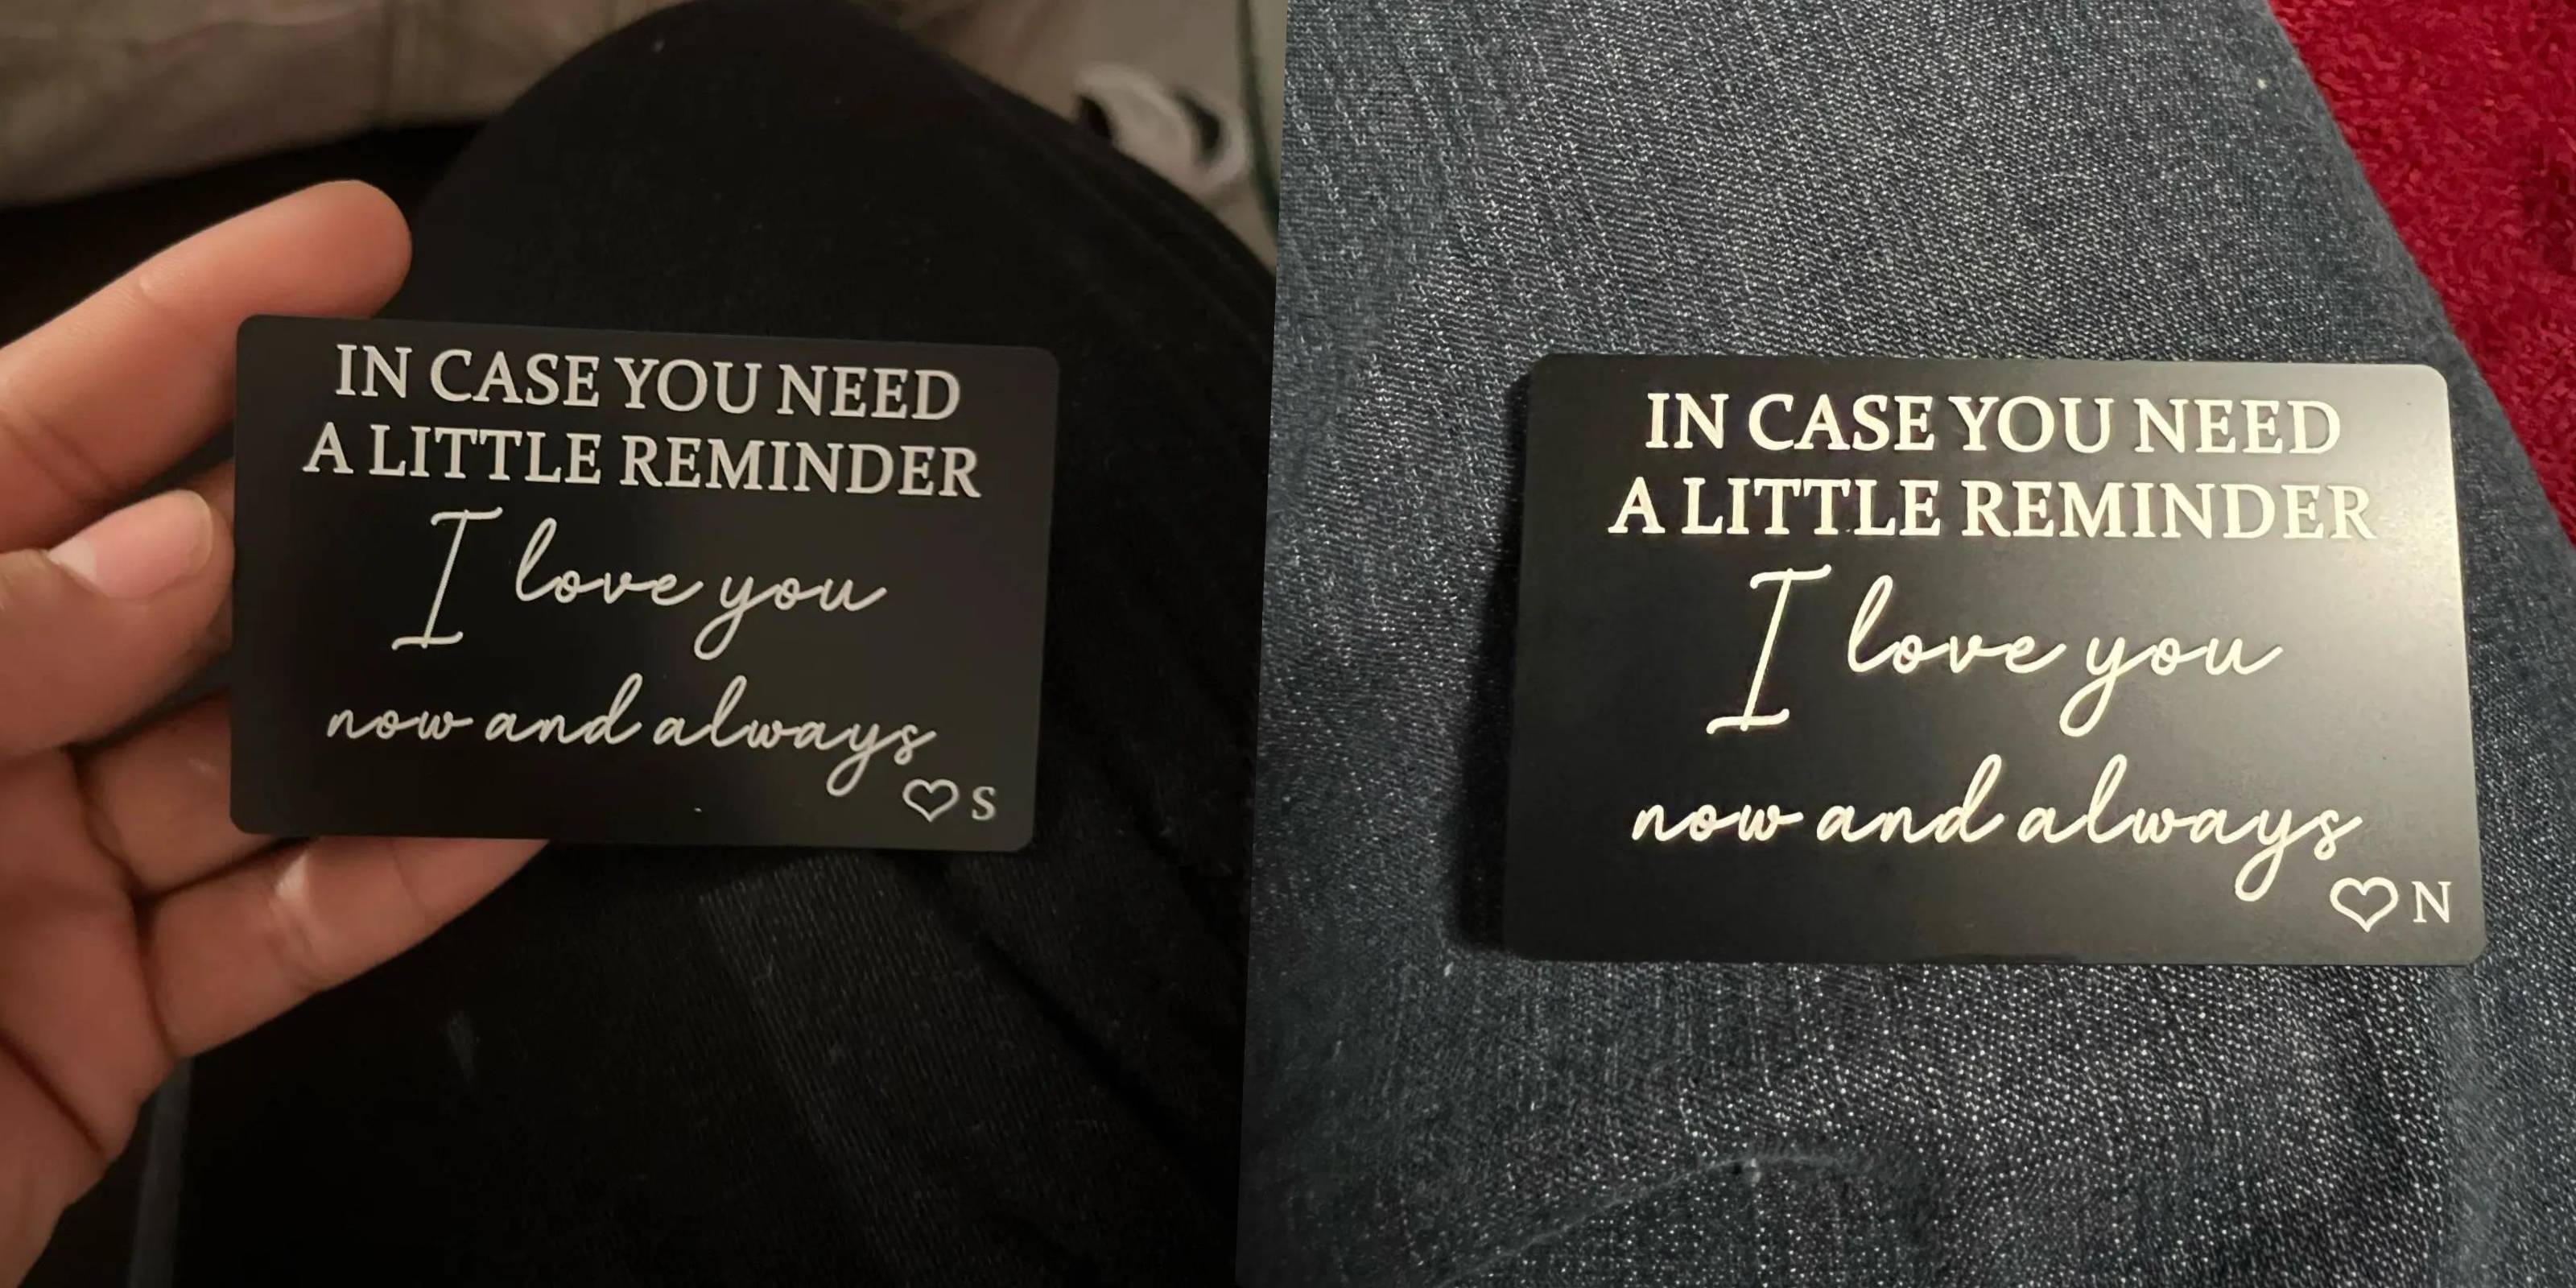 IN CASE YOU NEED
A LITTLE REMINDER
I love you
now and always
♡ S
IN CASE YOU NEED
A LITTLE REMINDER
I love you
now and always
♡ N